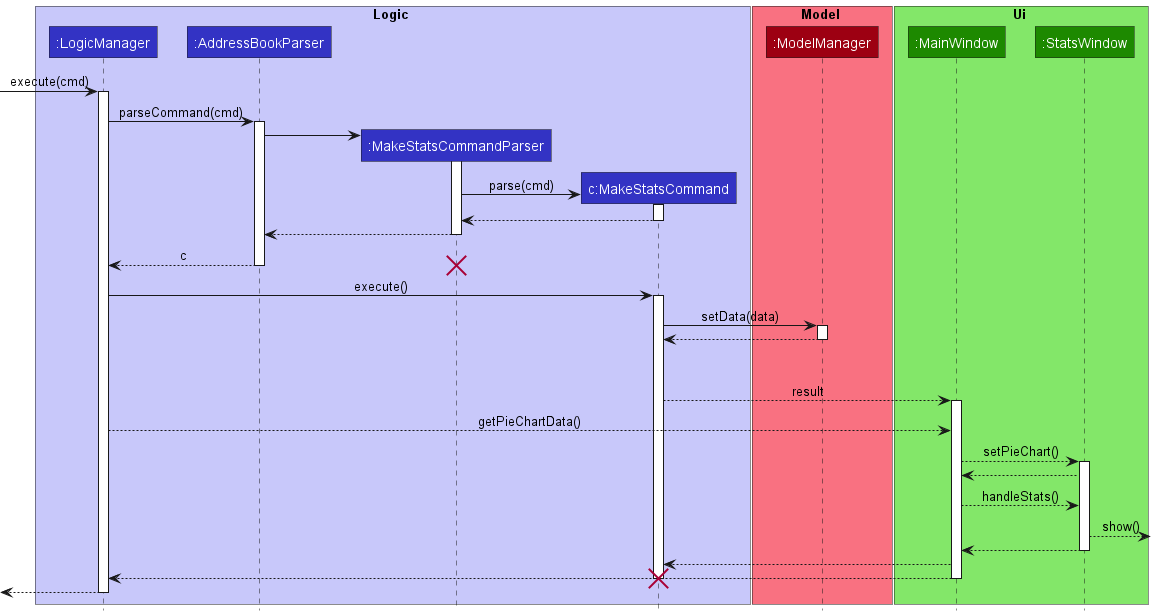 Logic
Model
Ui
:LogicManager
:AddressBookParser
:ModelManager
:MainWindow
:StatsWindow
execute(cmd)
parseCommand(cmd)
:MakeStatsCommandParser
parse(cmd)
c:MakeStatsCommand
c
execute()
setData(data)
result
getPieChartData()
setPieChart()
handleStats()
show()